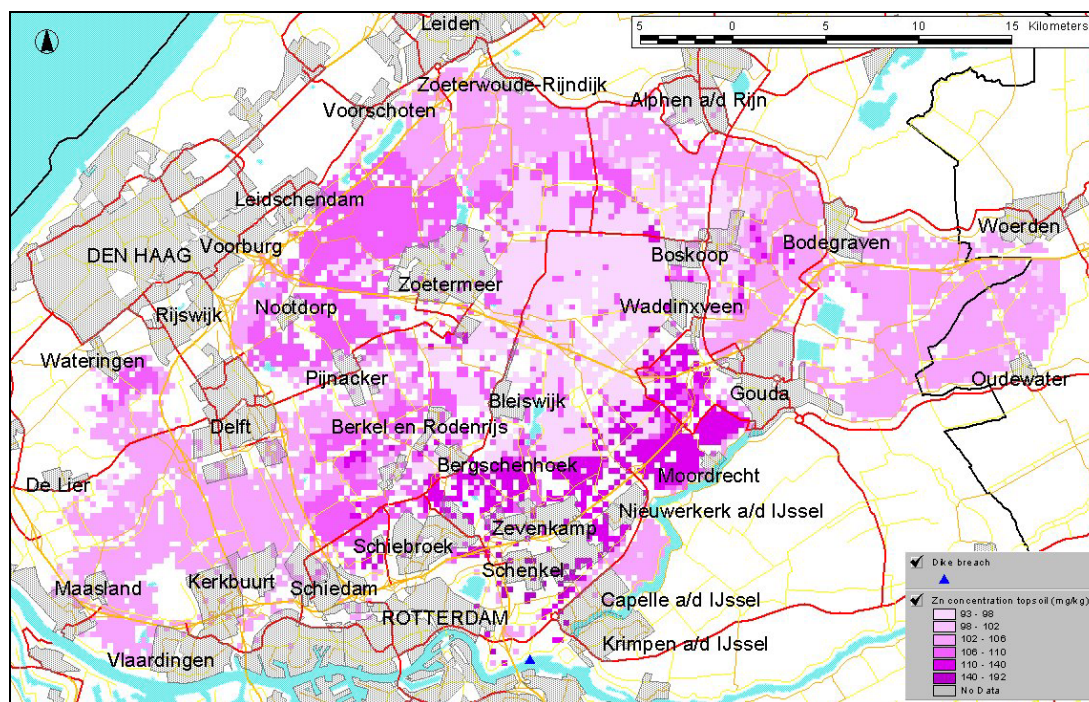 Leiden
5 0 5 10 15 Kilometers
Zoeterwoude-Rijndijk
Alphen a/d Rijn
Voorschoten
Leidschendam
Woerden
Voorburg
DEN HAAG
Boskoop
Bodegraven
Zoetermeer
Waddinxveen
Nootdorp
Rijswijk
Wateringen
Pijnacker
Oudewater
Gouda
Bleiswijk
Delft
Berkel en Rodenrijs
Bergschenhoek
Moordrecht
De Lier
Nieuwerkerk a/d IJssel
Zevenkamp
Schiebroek
Schenkel
Maasland
Kerkbuurt
Schiedam
Capelle a/d IJssel
ROTTERDAM
Krimpen a/d IJssel
Vlaardingen
Dike breach
Zn concentration topsoil (mg/kg)
93 - 98
98 - 102
102 - 106
106 - 110
110 - 140
140 - 192
No Data